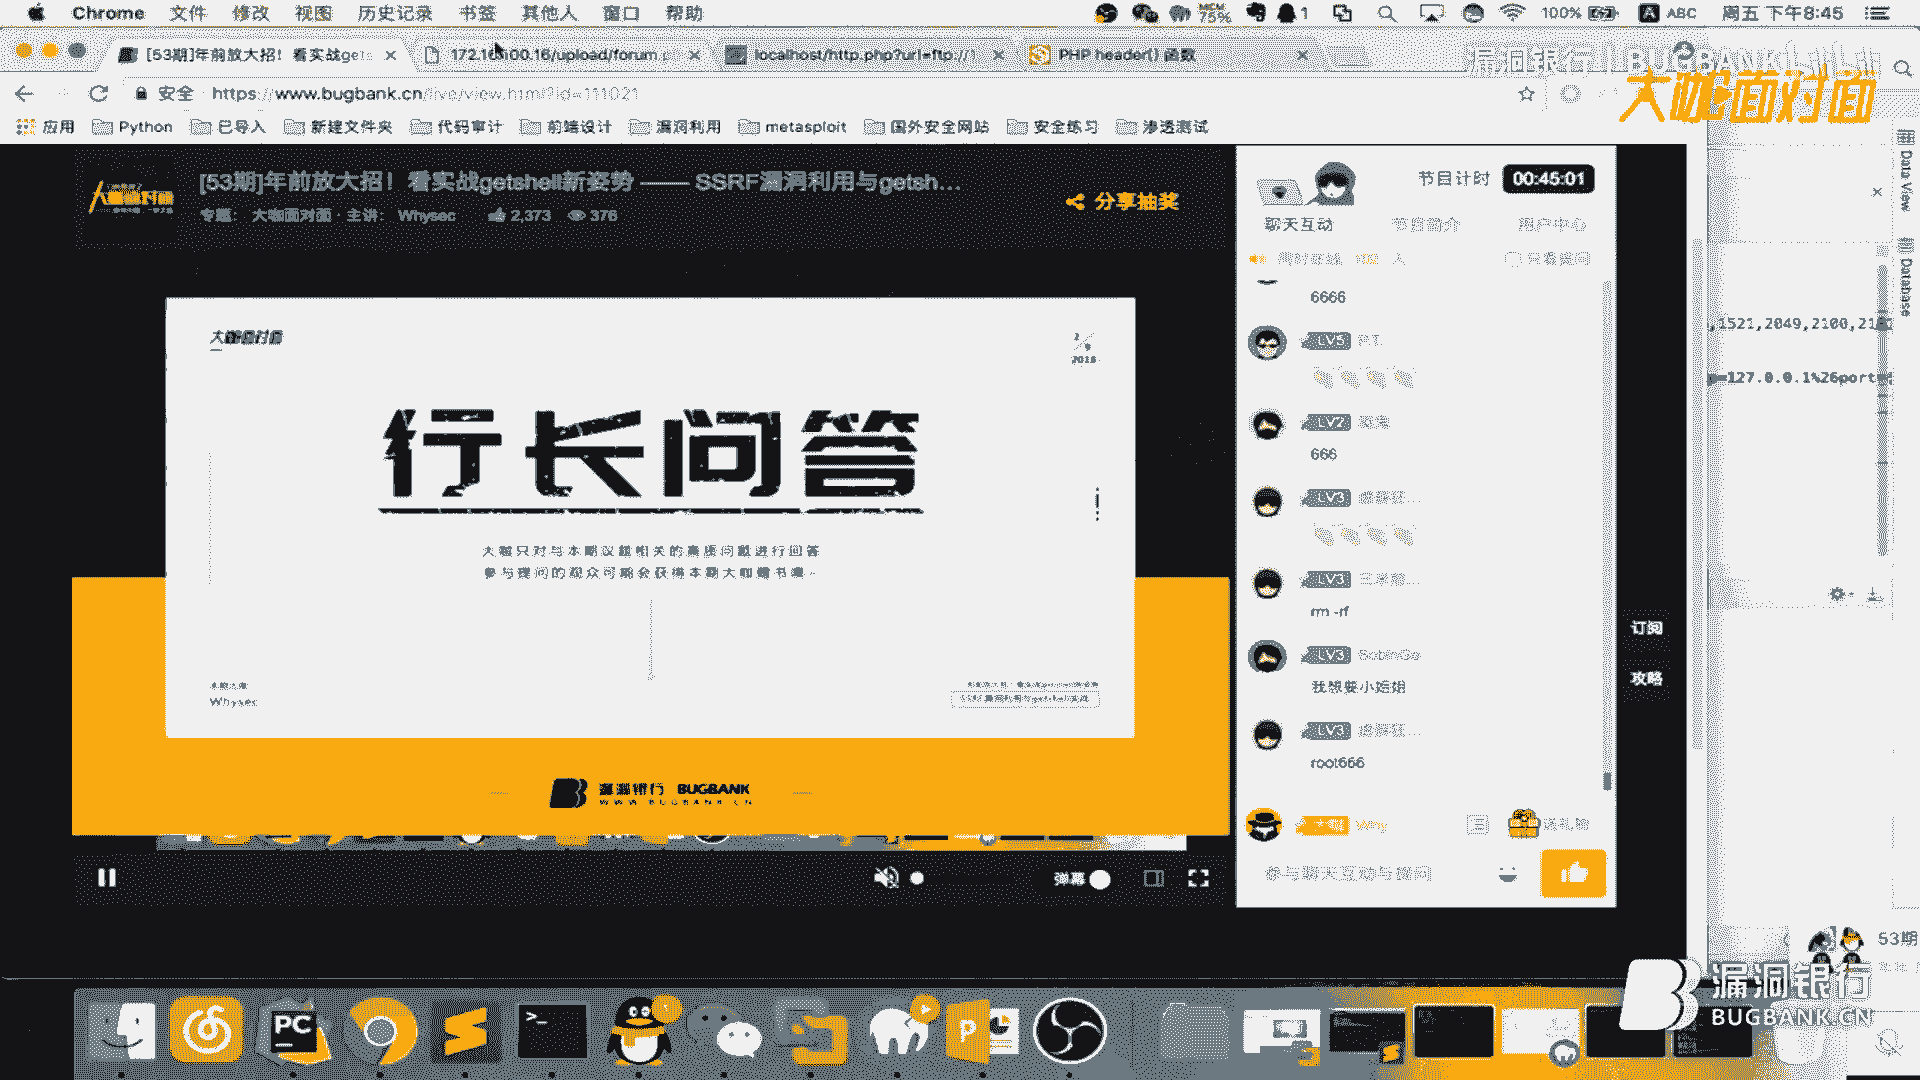 Chrome 文件 修改 视图 历史记录 书签 其他人 窗口 帮助
75% 1 100% ABC 周五 下午8:45
[53期]年前放大招！看实战gets
172.16.100.16/upload/forum.p
localhost/http.php?url=ftp://1
PHP header() 函数
漏洞银行 | BUGBANK
大咖面对面
安全 https://www.bugbank.cn/live/view.html?id=111021
应用 Python 已导入 新建文件夹 代码审计 前端设计 漏洞利用 metasploit 国外安全网站 安全练习 渗透测试
[53期]年前放大招！看实战getshell新姿势 —— SSRF漏洞利用与getsh...
专题： 大咖面对面 · 主讲： Whysec 2,373 376
分享抽奖
节目计时 00:45:01
聊天互动 节目简介 用户中心
只看提问
6666
LV5
LV2
666
LV3
LV3
rm -rf
LV3 SobinGo
我想要小姐姐
LV3
root666
Why
参与聊天互动与提问
大咖面对面
2018
行长问答
大咖只对与本期议题相关的高质问题进行回答
参与提问的观众可能会获得本期大咖赠书哦~
Whysec
漏洞银行 BUGBANK
WWW.BUGBANK.CN
弹幕
订阅
攻略
Data View
Database
,1521,2049,2100,21
p=127.0.0.1%26port=
53期
PC
漏洞银行
BUGBANK.CN